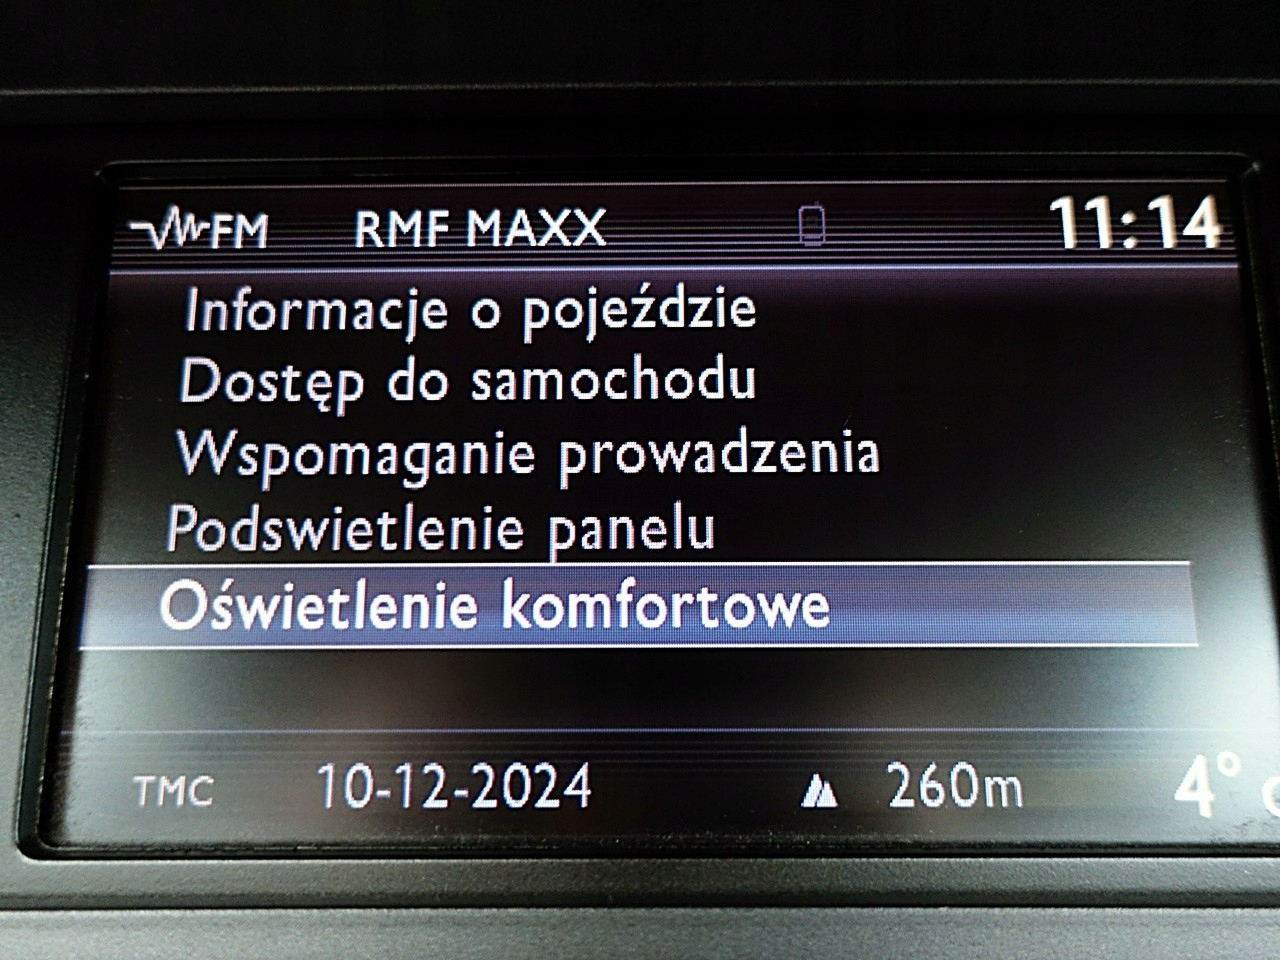 FM RMF MAXX 11:14
Informacje o pojeździe
Dostęp do samochodu
Wspomaganie prowadzenia
Podswietlenie panelu
Oświetlenie komfortowe
TMC 10-12-2024 260m 4°